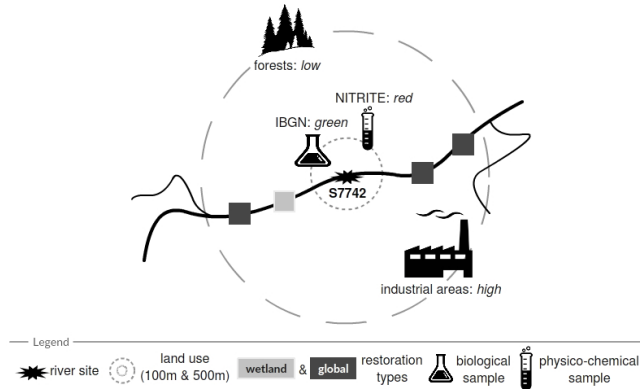 forests: low
NITRITE: red
IBGN: green
S7742
industrial areas: high
Legend
river site
land use
(100m & 500m)
wetland & global
restoration
types
biological
sample
physico-chemical
sample